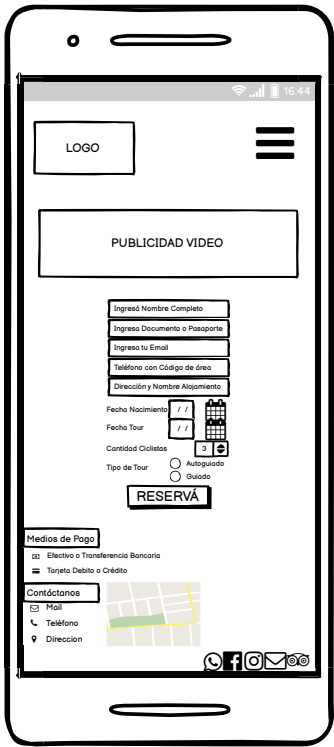 16:44
LOGO
PUBLICIDAD VIDEO
Ingresá Nombre Completo
Ingresa Documento o Pasaporte
Ingresa tu Email
Teléfono con Código de área
Dirección y Nombre Alojamiento
Fecha Nacimiento / /
Fecha Tour / /
Cantidad Ciclistas 3
Tipo de Tour Autoguiado
Guiado
RESERVÁ
Medios de Pago
Efectivo o Transferencia Bancaria
Tarjeta Debito o Crédito
Contáctanos
Mail
Teléfono
Direccion